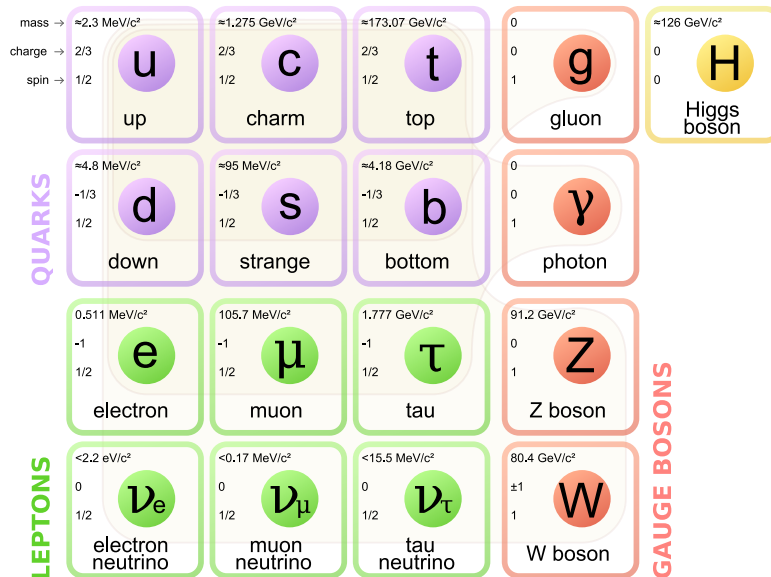 mass →
≈2.3 MeV/c²
charge →
2/3
spin →
1/2
u
up
≈1.275 GeV/c²
2/3
1/2
c
charm
≈173.07 GeV/c²
2/3
1/2
t
top
0
0
1
g
gluon
≈126 GeV/c²
0
0
H
Higgs
boson
QUARKS
≈4.8 MeV/c²
-1/3
1/2
d
down
≈95 MeV/c²
-1/3
1/2
s
strange
≈4.18 GeV/c²
-1/3
1/2
b
bottom
0
0
1
γ
photon
0.511 MeV/c²
-1
1/2
e
electron
105.7 MeV/c²
-1
1/2
μ
muon
1.777 GeV/c²
-1
1/2
τ
tau
91.2 GeV/c²
0
1
Z
Z boson
LEPTONS
<2.2 eV/c²
0
1/2
νe
electron
neutrino
<0.17 MeV/c²
0
1/2
νμ
muon
neutrino
<15.5 MeV/c²
0
1/2
ντ
tau
neutrino
80.4 GeV/c²
±1
1
W
W boson
GAUGE BOSONS